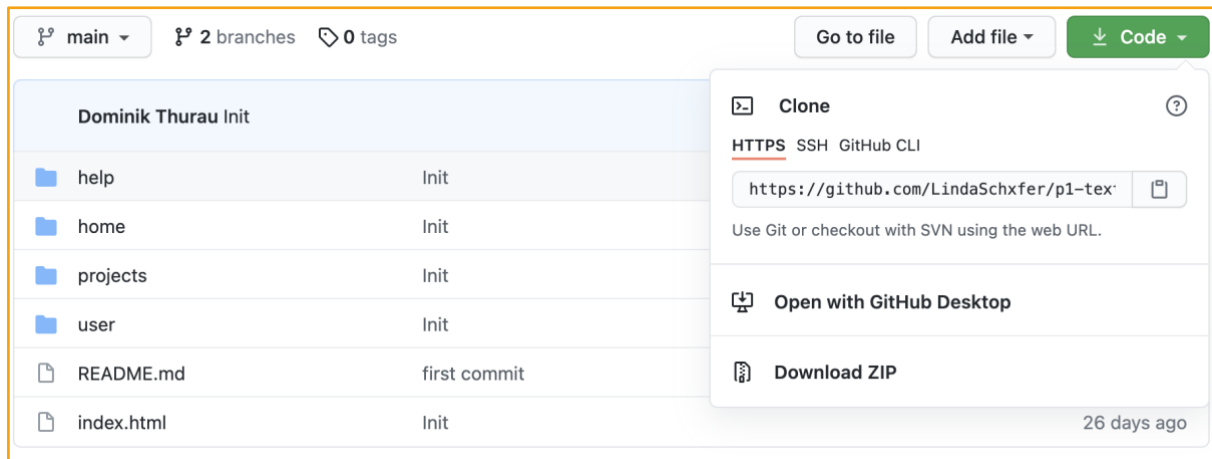 main 2 branches 0 tags Go to file Add file Code
Dominik Thurau Init
Clone
HTTPS SSH GitHub CLI
help Init
https://github.com/LindaSchxfer/p1-tex
home Init
Use Git or checkout with SVN using the web URL.
projects Init
Open with GitHub Desktop
user Init
README.md first commit
Download ZIP
index.html Init 26 days ago